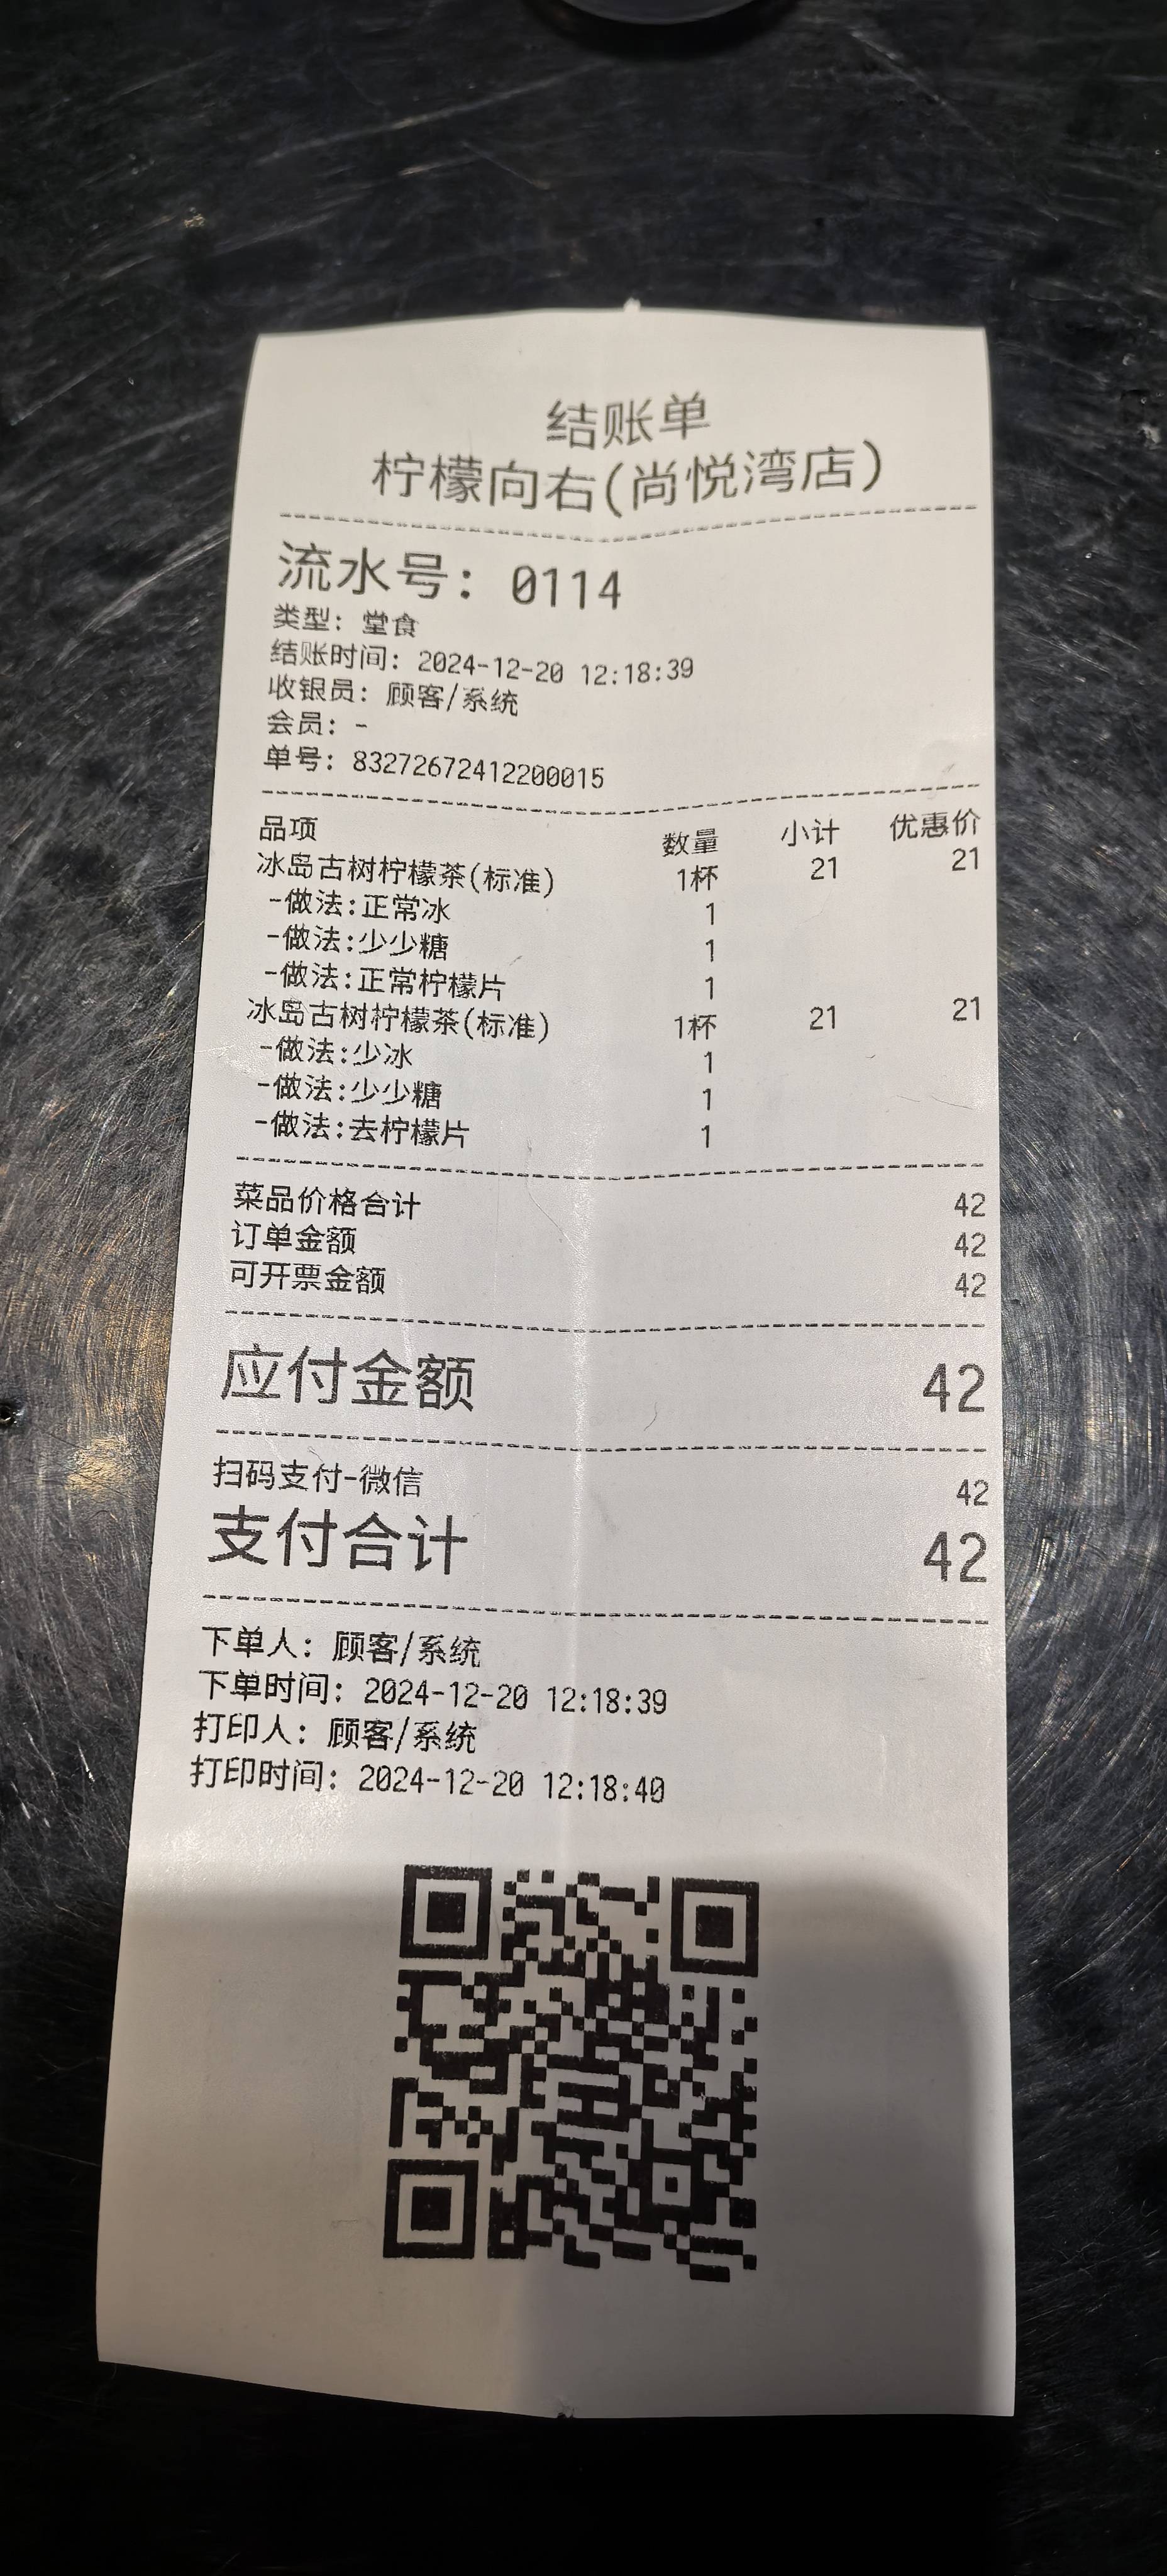 结账单
柠檬向右(尚悦湾店)
流水号: 0114
类型: 堂食
结账时间: 2024-12-20 12:18:39
收银员: 顾客/系统
会员: -
单号: 83272672412200015
品项 数量 小计 优惠价
冰岛古树柠檬茶(标准) 1杯 21 21
-做法:正常冰 1
-做法:少少糖 1
-做法:正常柠檬片 1
冰岛古树柠檬茶(标准) 1杯 21 21
-做法:少冰 1
-做法:少少糖 1
-做法:去柠檬片 1
菜品价格合计 42
订单金额 42
可开票金额 42
应付金额 42
扫码支付-微信 42
支付合计 42
下单人: 顾客/系统
下单时间: 2024-12-20 12:18:39
打印人: 顾客/系统
打印时间: 2024-12-20 12:18:40